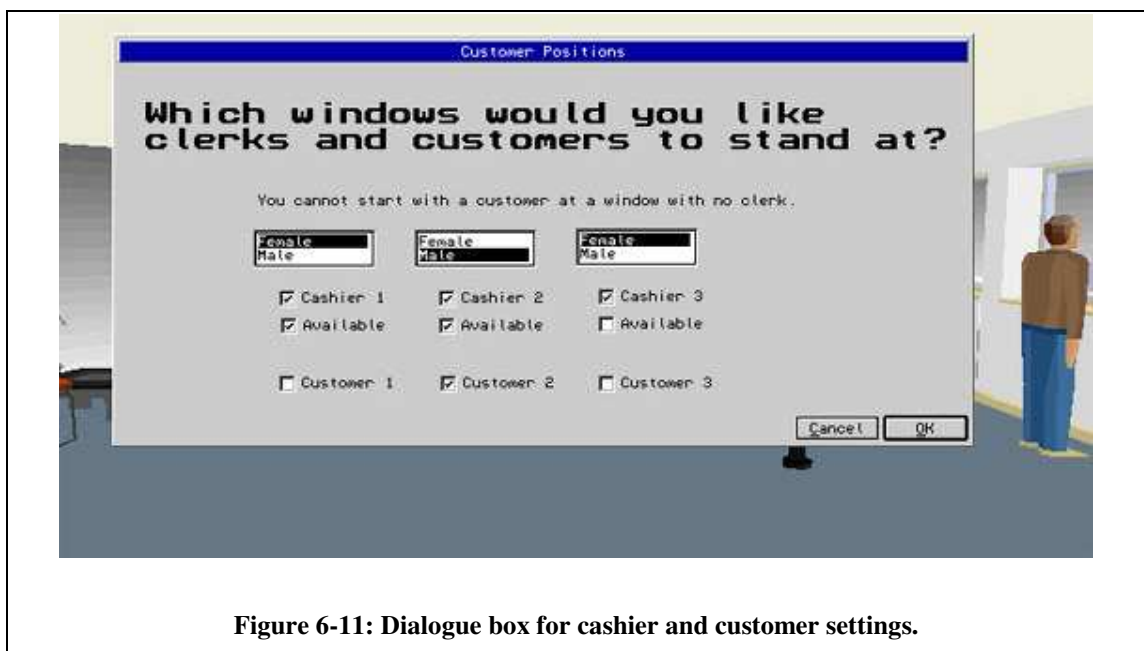 Customer Positions
Which windows would you like
clerks and customers to stand at?
You cannot start with a customer at a window with no clerk.
Female Female Female
Male Male Male
Cashier 1 Cashier 2 Cashier 3
Available Available Available
Customer 1 Customer 2 Customer 3
Cancel OK
Figure 6-11: Dialogue box for cashier and customer settings.